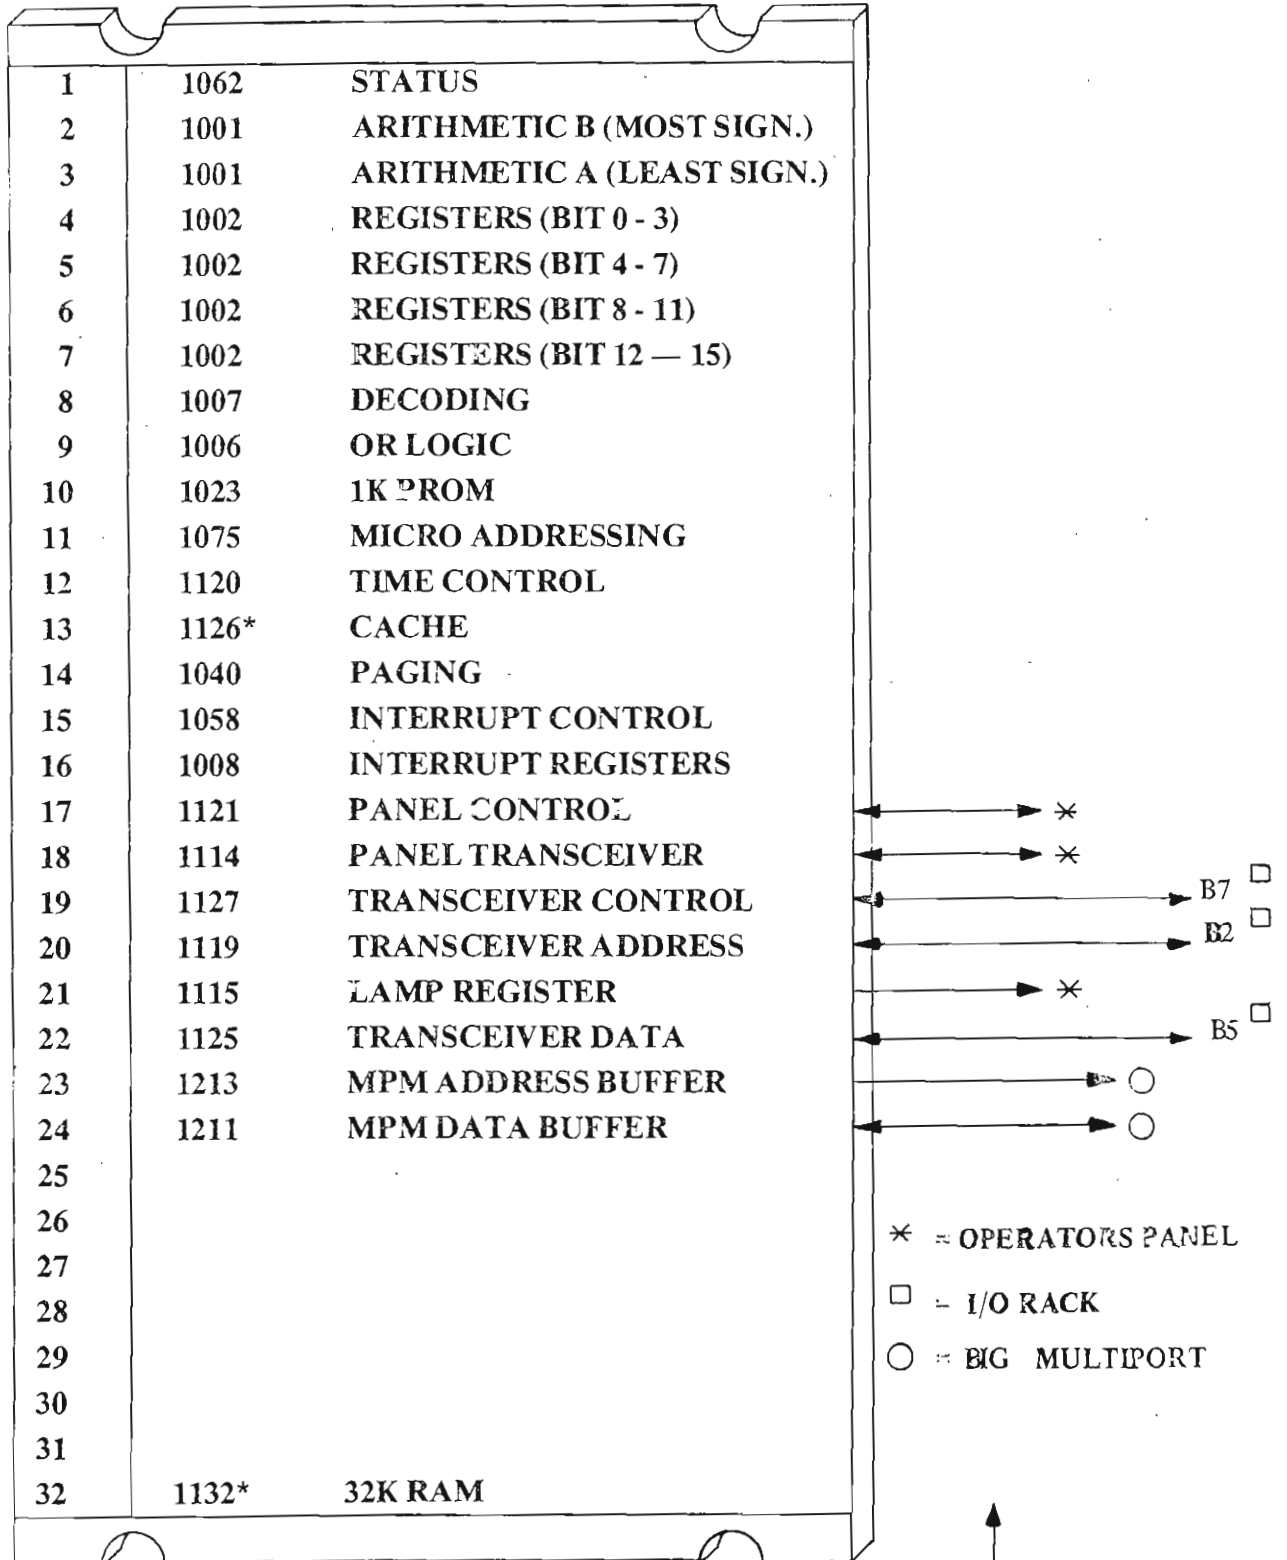 1 1062 STATUS
2 1001 ARITHMETIC B (MOST SIGN.)
3 1001 ARITHMETIC A (LEAST SIGN.)
4 1002 REGISTERS (BIT 0 - 3)
5 1002 REGISTERS (BIT 4 - 7)
6 1002 REGISTERS (BIT 8 - 11)
7 1002 REGISTERS (BIT 12 — 15)
8 1007 DECODING
9 1006 OR LOGIC
10 1023 1K PROM
11 1075 MICRO ADDRESSING
12 1120 TIME CONTROL
13 1126* CACHE
14 1040 PAGING
15 1058 INTERRUPT CONTROL
16 1008 INTERRUPT REGISTERS
17 1121 PANEL CONTROL *
18 1114 PANEL TRANSCEIVER *
19 1127 TRANSCEIVER CONTROL B7 □
20 1119 TRANSCEIVER ADDRESS B2 □
21 1115 LAMP REGISTER *
22 1125 TRANSCEIVER DATA B5 □
23 1213 MPM ADDRESS BUFFER ○
24 1211 MPM DATA BUFFER ○
25
26
27
28
29
30
31
32 1132* 32K RAM
* = OPERATORS PANEL
□ = I/O RACK
○ = BIG MULTIPORT